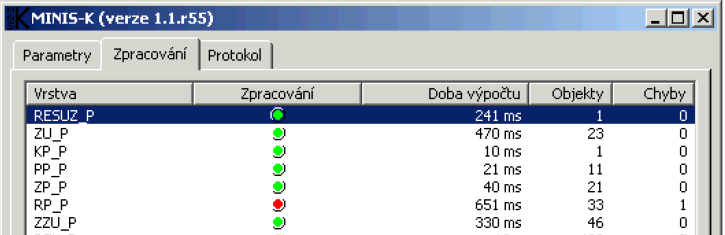 MINIS-K (verze 1.1.r55)
Parametry Zpracování Protokol
Vrstva Zpracování Doba výpočtu Objekty Chyby
RESUZ_P 241 ms 1 0
ZU_P 470 ms 23 0
KP_P 10 ms 1 0
PP_P 21 ms 11 0
ZP_P 40 ms 21 0
RP_P 651 ms 33 1
ZZU_P 330 ms 46 0